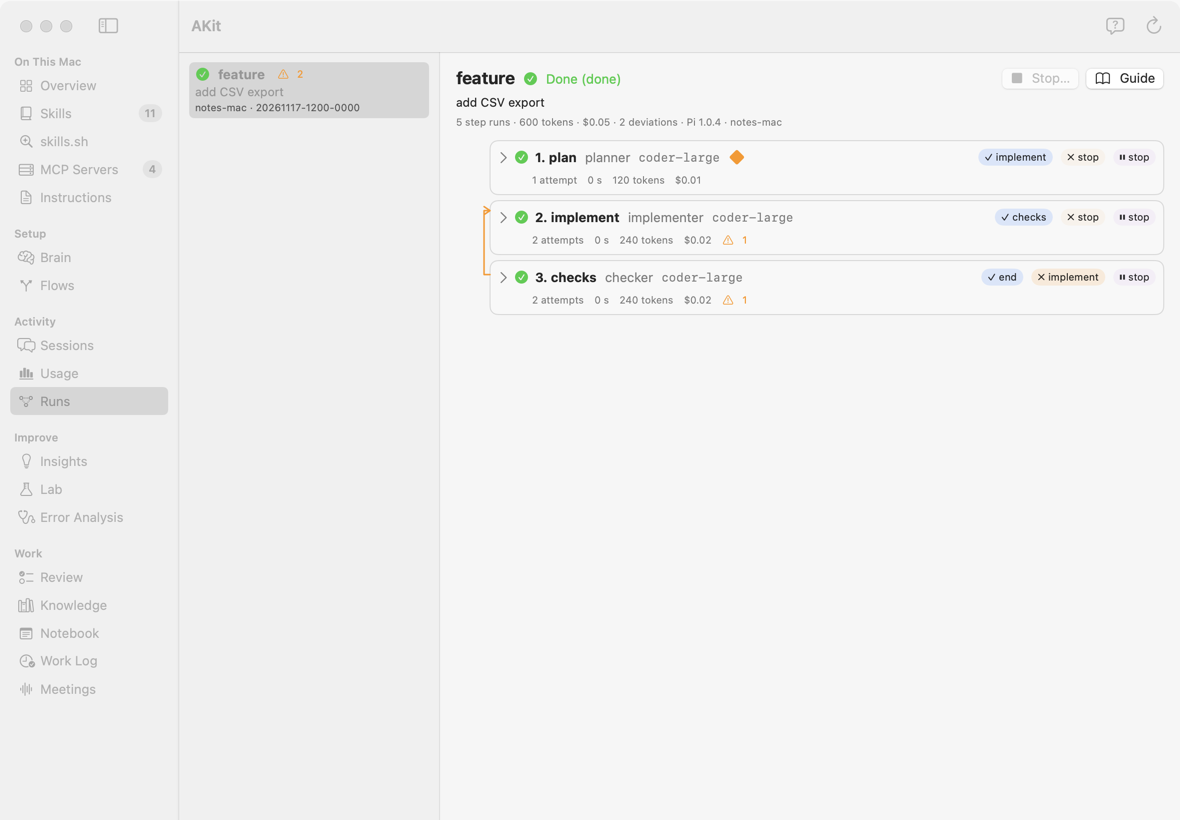 AKit
On This Mac
Overview
Skills 11
skills.sh
MCP Servers 4
Instructions
Setup
Brain
Flows
Activity
Sessions
Usage
Runs
Improve
Insights
Lab
Error Analysis
Work
Review
Knowledge
Notebook
Work Log
Meetings
feature 2
add CSV export
notes-mac · 20261117-1200-0000
feature Done (done) Stop... Guide
add CSV export
5 step runs · 600 tokens · $0.05 · 2 deviations · Pi 1.0.4 · notes-mac
1. plan planner coder-large implement stop stop
1 attempt 0 s 120 tokens $0.01
2. implement implementer coder-large checks stop stop
2 attempts 0 s 240 tokens $0.02 1
3. checks checker coder-large end implement stop
2 attempts 0 s 240 tokens $0.02 1